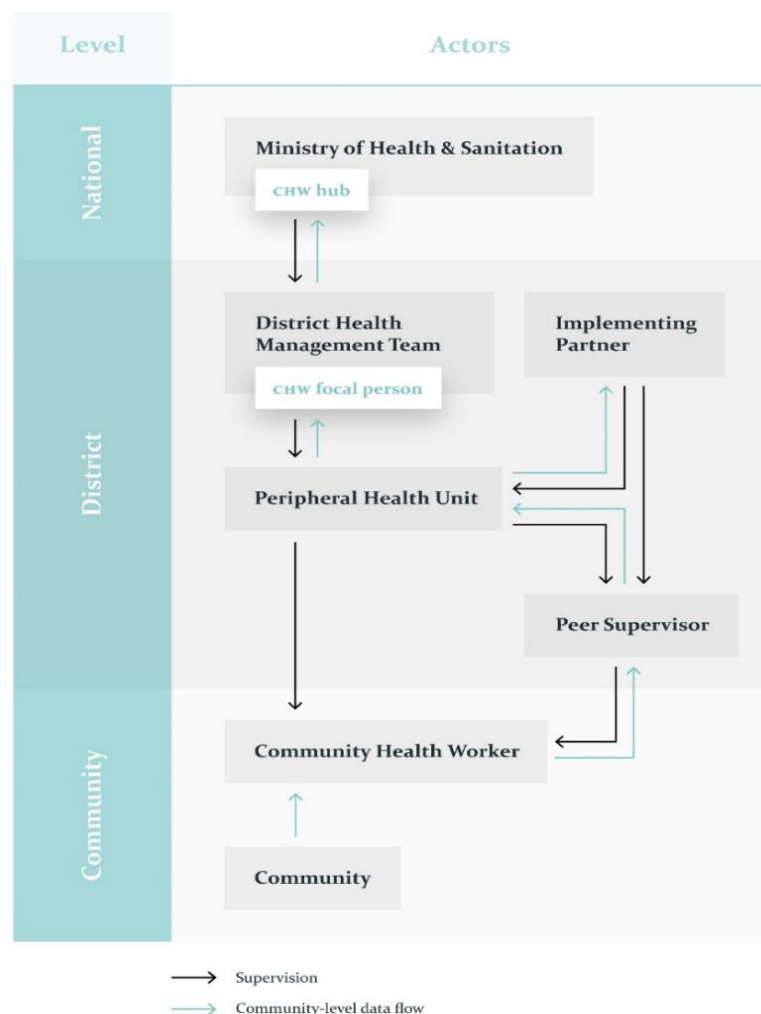 Level
Actors
National
Ministry of Health & Sanitation
CHW hub
District
District Health
Management Team
CHW focal person
Implementing
Partner
Peripheral Health Unit
Peer Supervisor
Community
Community Health Worker
Community
Supervision
Community-level data flow